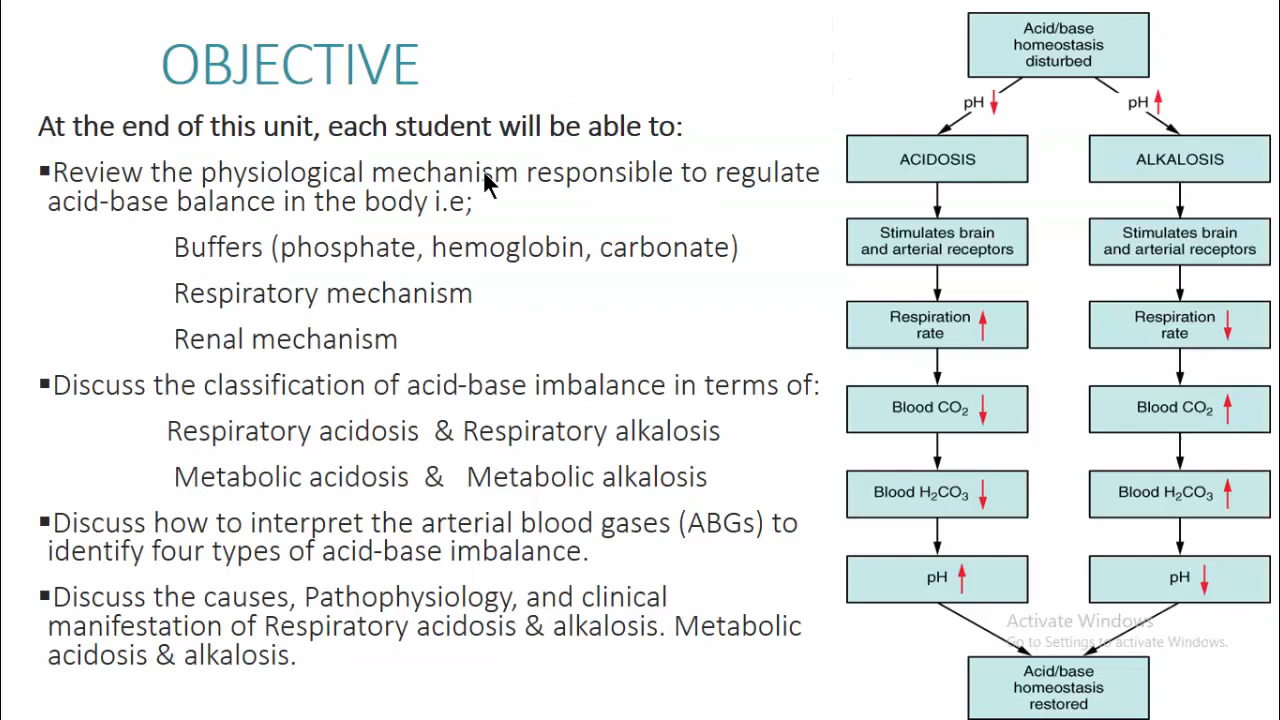 OBJECTIVE
At the end of this unit, each student will be able to:
▪Review the physiological mechanism responsible to regulate
acid-base balance in the body i.e;
Buffers (phosphate, hemoglobin, carbonate)
Respiratory mechanism
Renal mechanism
▪Discuss the classification of acid-base imbalance in terms of:
Respiratory acidosis & Respiratory alkalosis
Metabolic acidosis & Metabolic alkalosis
▪Discuss how to interpret the arterial blood gases (ABGs) to
identify four types of acid-base imbalance.
▪Discuss the causes, Pathophysiology, and clinical
manifestation of Respiratory acidosis & alkalosis. Metabolic
acidosis & alkalosis.
Acid/base
homeostasis
disturbed
pH ↓
pH ↑
ACIDOSIS
ALKALOSIS
Stimulates brain
and arterial receptors
Stimulates brain
and arterial receptors
Respiration
rate ↑
Respiration
rate ↓
Blood CO₂ ↓
Blood CO₂ ↑
Blood H₂CO₃ ↓
Blood H₂CO₃ ↑
pH ↑
pH ↓
Activate Windows
Go to Settings to activate Windows.
Acid/base
homeostasis
restored